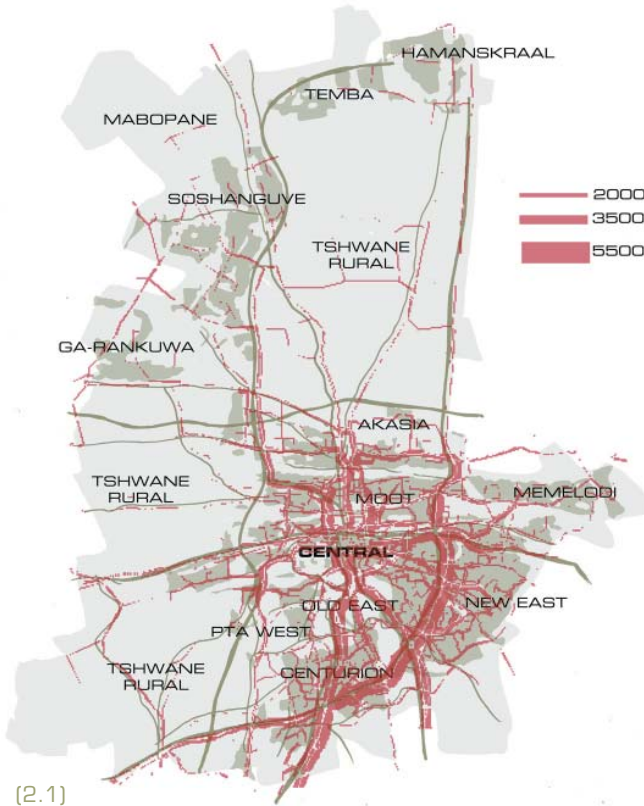 HAMANSKRAAL
TEMBA
MABOPANE
SOSHANGUVE
2000
3500
5500
TSHWANE
RURAL
GA-RANKUWA
AKASIA
TSHWANE
RURAL
MOOT
MEMELODI
CENTRAL
OLD EAST
NEW EAST
PTA WEST
TSHWANE
RURAL
CENTURION
(2.1)